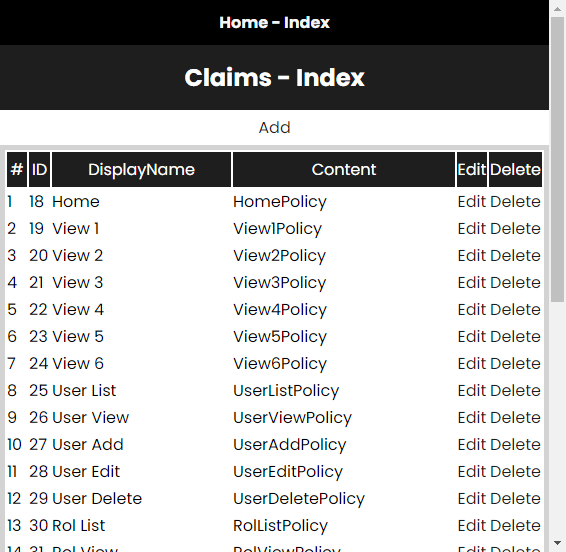 Home - Index
Claims - Index
Add
# ID DisplayName Content Edit Delete
1 18 Home HomePolicy Edit Delete
2 19 View 1 View1Policy Edit Delete
3 20 View 2 View2Policy Edit Delete
4 21 View 3 View3Policy Edit Delete
5 22 View 4 View4Policy Edit Delete
6 23 View 5 View5Policy Edit Delete
7 24 View 6 View6Policy Edit Delete
8 25 User List UserListPolicy Edit Delete
9 26 User View UserViewPolicy Edit Delete
10 27 User Add UserAddPolicy Edit Delete
11 28 User Edit UserEditPolicy Edit Delete
12 29 User Delete UserDeletePolicy Edit Delete
13 30 Rol List RolListPolicy Edit Delete
14 31 Rol View RolViewPolicy Edit Delete